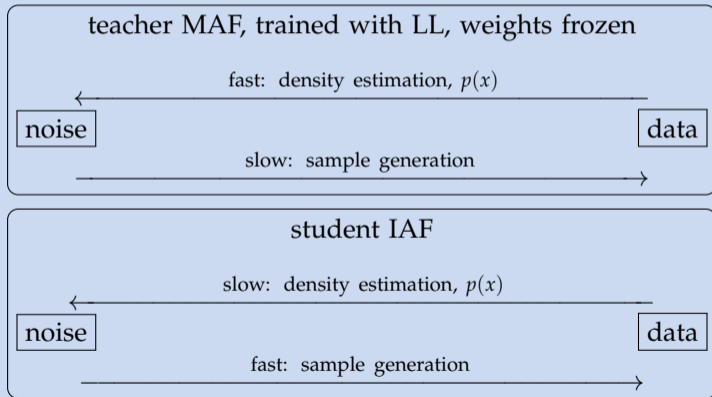 teacher MAF, trained with LL, weights frozen
fast: density estimation, p(x)
noise
data
slow: sample generation
student IAF
slow: density estimation, p(x)
noise
data
fast: sample generation